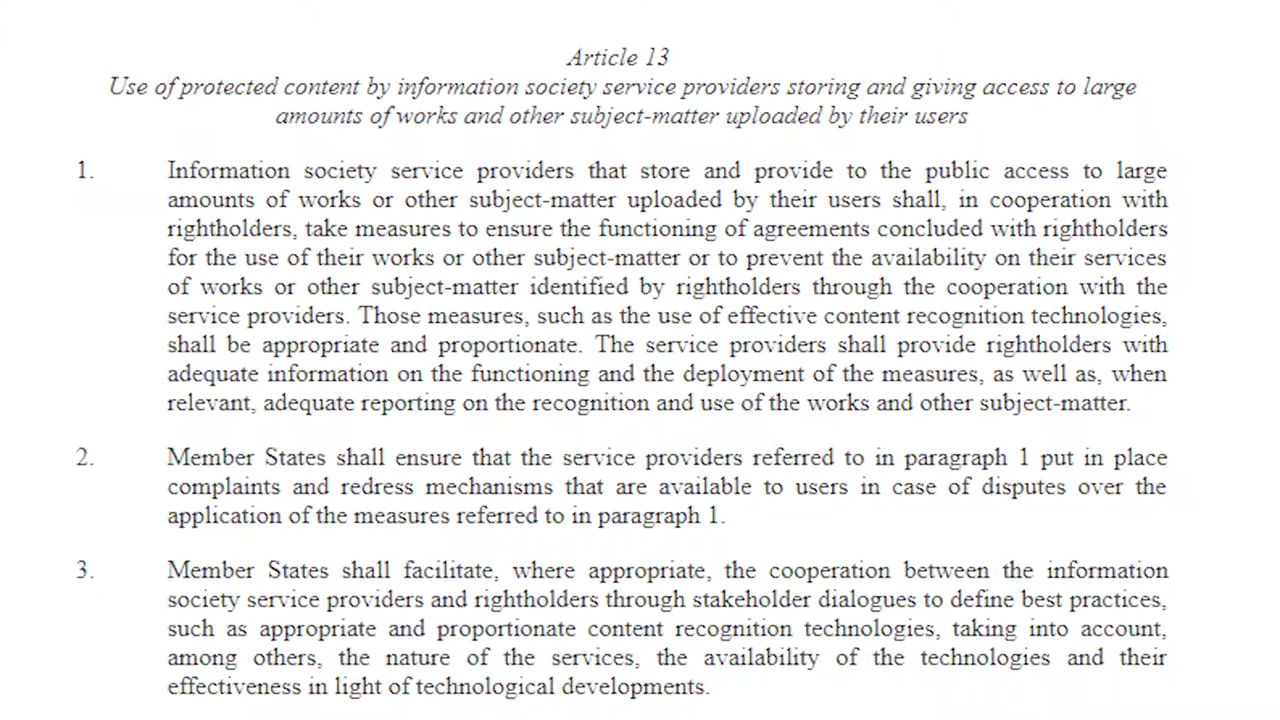 Article 13
Use of protected content by information society service providers storing and giving access to large
amounts of works and other subject-matter uploaded by their users
1. Information society service providers that store and provide to the public access to large
amounts of works or other subject-matter uploaded by their users shall, in cooperation with
rightholders, take measures to ensure the functioning of agreements concluded with rightholders
for the use of their works or other subject-matter or to prevent the availability on their services
of works or other subject-matter identified by rightholders through the cooperation with the
service providers. Those measures, such as the use of effective content recognition technologies,
shall be appropriate and proportionate. The service providers shall provide rightholders with
adequate information on the functioning and the deployment of the measures, as well as, when
relevant, adequate reporting on the recognition and use of the works and other subject-matter.
2. Member States shall ensure that the service providers referred to in paragraph 1 put in place
complaints and redress mechanisms that are available to users in case of disputes over the
application of the measures referred to in paragraph 1.
3. Member States shall facilitate, where appropriate, the cooperation between the information
society service providers and rightholders through stakeholder dialogues to define best practices,
such as appropriate and proportionate content recognition technologies, taking into account,
among others, the nature of the services, the availability of the technologies and their
effectiveness in light of technological developments.